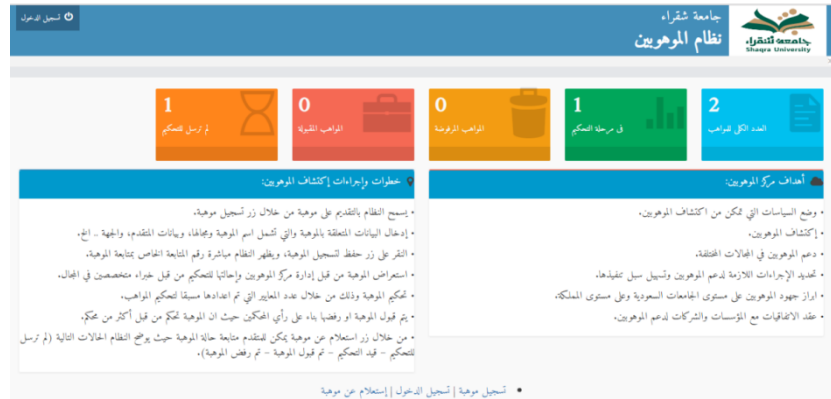 جامعة شقراء
نظام الموهوبين
جامعة شقراء
Shaqra University
تسجيل الدخول
2
العدد الكلي للمواهب
1
فى مرحلة التحكيم
0
المواهب المرفوضة
0
المواهب المقبولة
1
لم ترسل للتحكيم
أهداف مركز الموهوبين:
• وضع السياسات التي تمكن من اكتشاف الموهوبين.
• إكتشاف الموهوبين.
• دعم الموهوبين في المجالات المختلفة.
• تحديد الإجراءات اللازمة لدعم الموهوبين وتسهيل سبل تنفيذها.
• ابراز جهود الموهوبين على مستوى الجامعات السعودية وعلى مستوى المملكة.
• عقد الاتفاقيات مع المؤسسات والشركات لدعم الموهوبين.
خطوات وإجراءات إكتشاف الموهوبين:
• يسمح النظام بالتقديم على موهبة من خلال زر تسجيل موهبة.
• إدخال البيانات المتعلقة بالموهبة والتي تشمل اسم الموهبة ومجالها، وبيانات المتقدم، والجهة .. الخ.
• النقر على زر حفظ لتسجيل الموهبة، ويظهر النظام مباشرة رقم المتابعة الخاص بمتابعة الموهبة.
• استعراض الموهبة من قبل إدارة مركز الموهوبين وإحالتها للتحكيم من قبل خبراء متخصصين في المجال.
• تحكيم الموهبة وذلك من خلال عدد المعايير التي تم اعدادها مسبقا لتحكيم المواهب.
• يتم قبول الموهبة او رفضها بناء على رأي المحكمين حيث ان الموهبة تحكم من قبل أكثر من محكم.
• من خلال زر استعلام عن موهبة يمكن للمتقدم متابعة حالة الموهبة حيث يوضح النظام الحالات التالية (لم ترسل
للتحكيم – قيد التحكيم – تم قبول الموهبة – تم رفض الموهبة).
• تسجيل موهبة | تسجيل الدخول | إستعلام عن موهبة